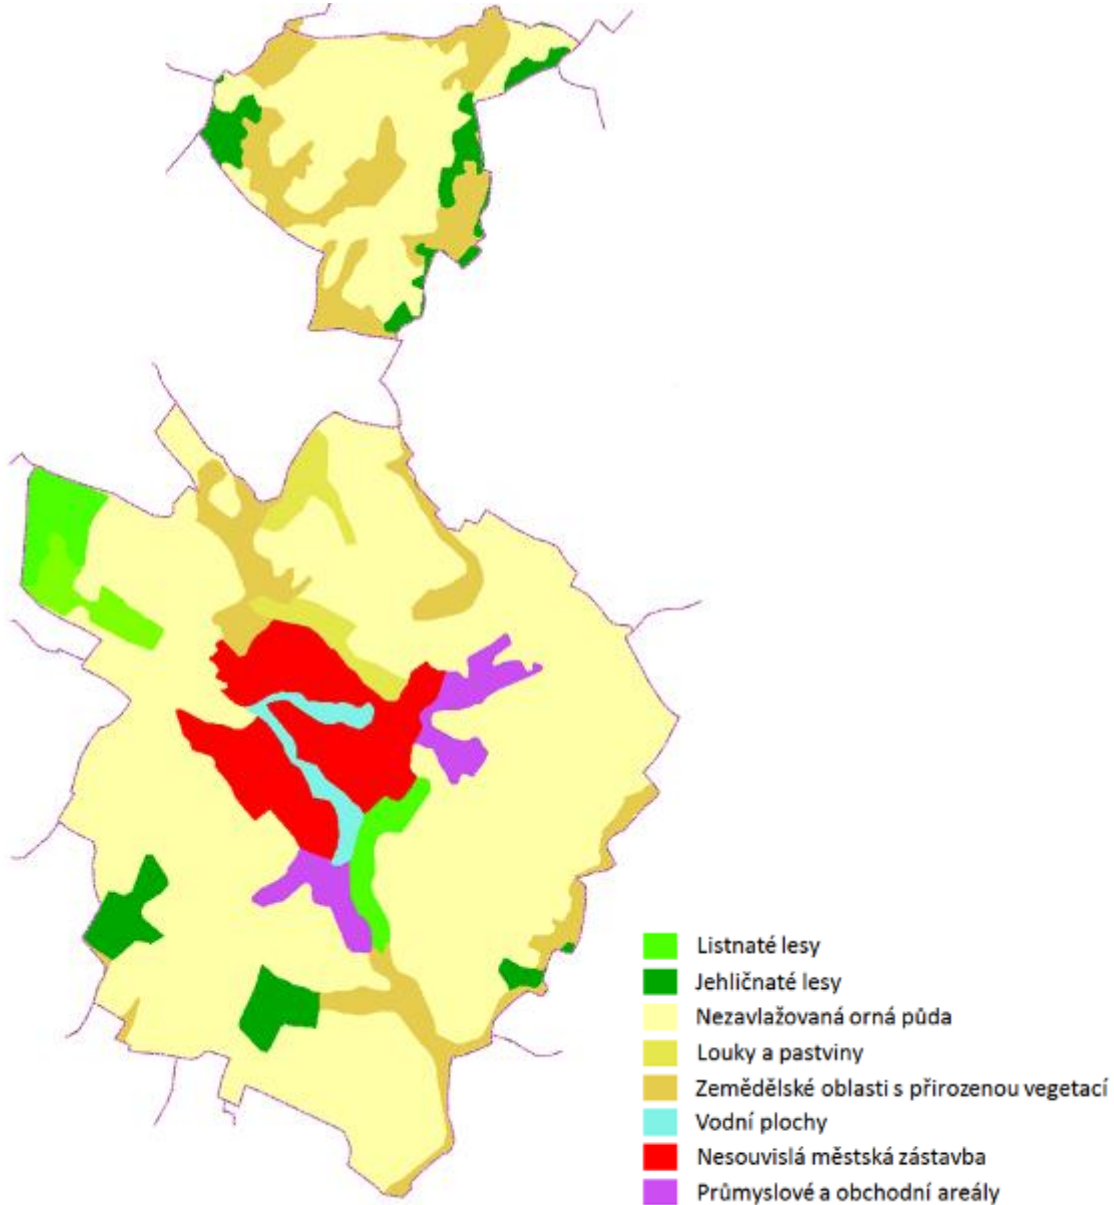 Listnaté lesy
Jehličnaté lesy
Nezavlažovaná orná půda
Louky a pastviny
Zemědělské oblasti s přirozenou vegetací
Vodní plochy
Nesouvislá městská zástavba
Průmyslové a obchodní areály